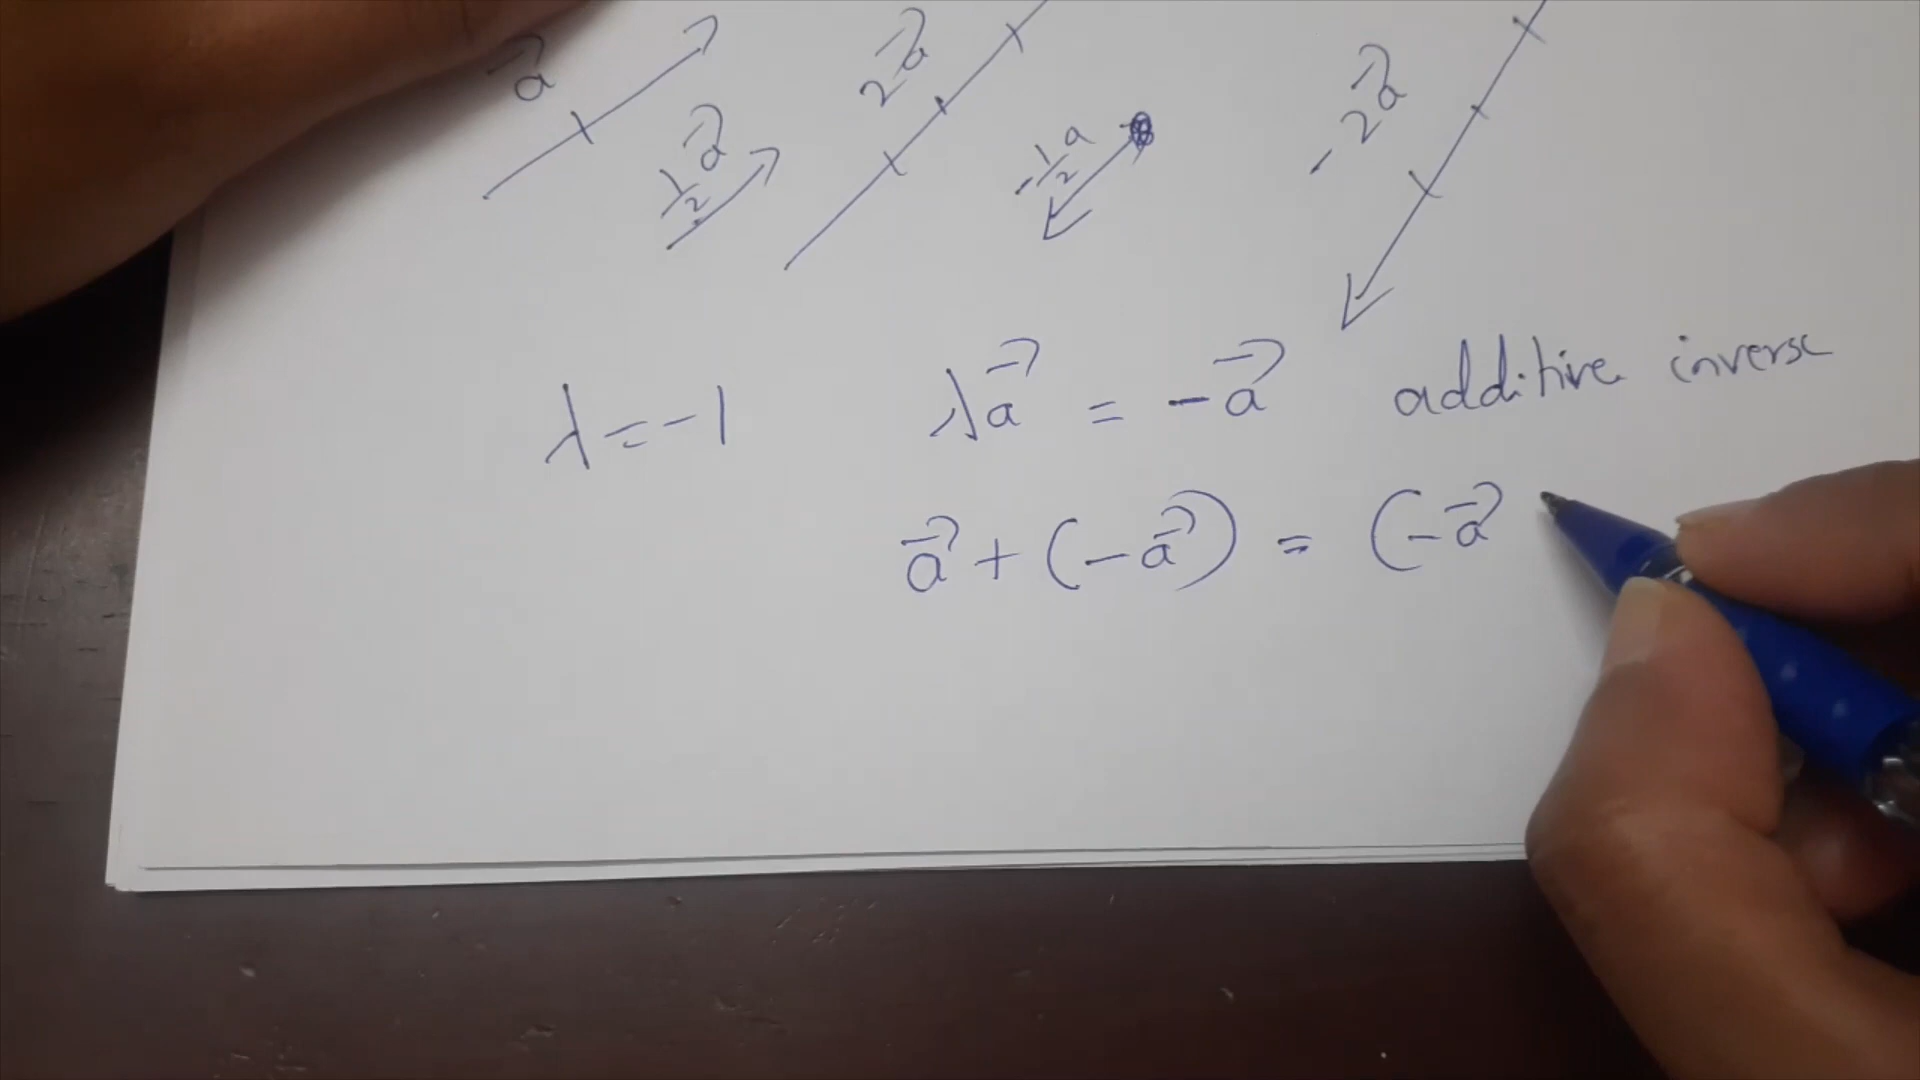 a⃗
½a⃗
2a⃗
-½a
-2a⃗
λ=-1 λa⃗ = -a⃗ additive inverse
a⃗+(-a⃗) = (-a⃗